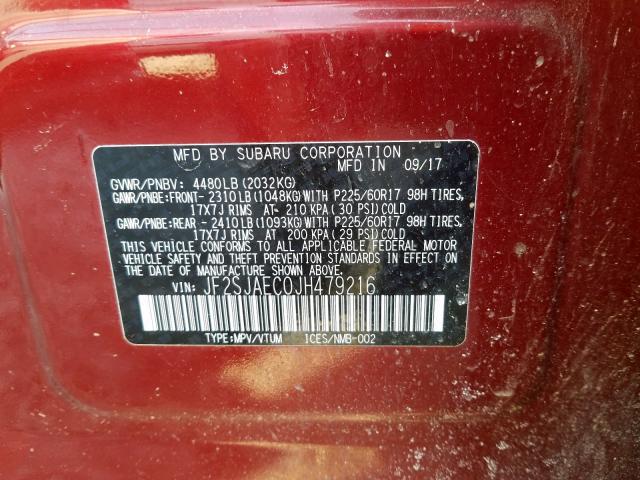 MFD BY SUBARU CORPORATION
MFD IN 09/17
GVWR/PNBV: 4480LB(2032KG)
GAWR/PNBE:FRONT- 2310LB(1048KG)WITH P225/60R17 98H TIRES,
17X7J RIMS AT- 210 KPA(30 PSI)COLD
GAWR/PNBE:REAR - 2410LB(1093KG)WITH P225/60R17 98H TIRES,
17X7J RIMS AT 200 KPA(29 PSI)COLD
THIS VEHICLE CONFORMS TO ALL APPLICABLE FEDERAL MOTOR
VEHICLE SAFETY AND THEFT PREVENTION STANDARDS
IN EFFECT ON THE DATE OF MANUFACTURE SHOWN ABOVE.
VIN: JF2SJAEC0JH479216
TYPE:MPV/VTUM ICES/NMB-002